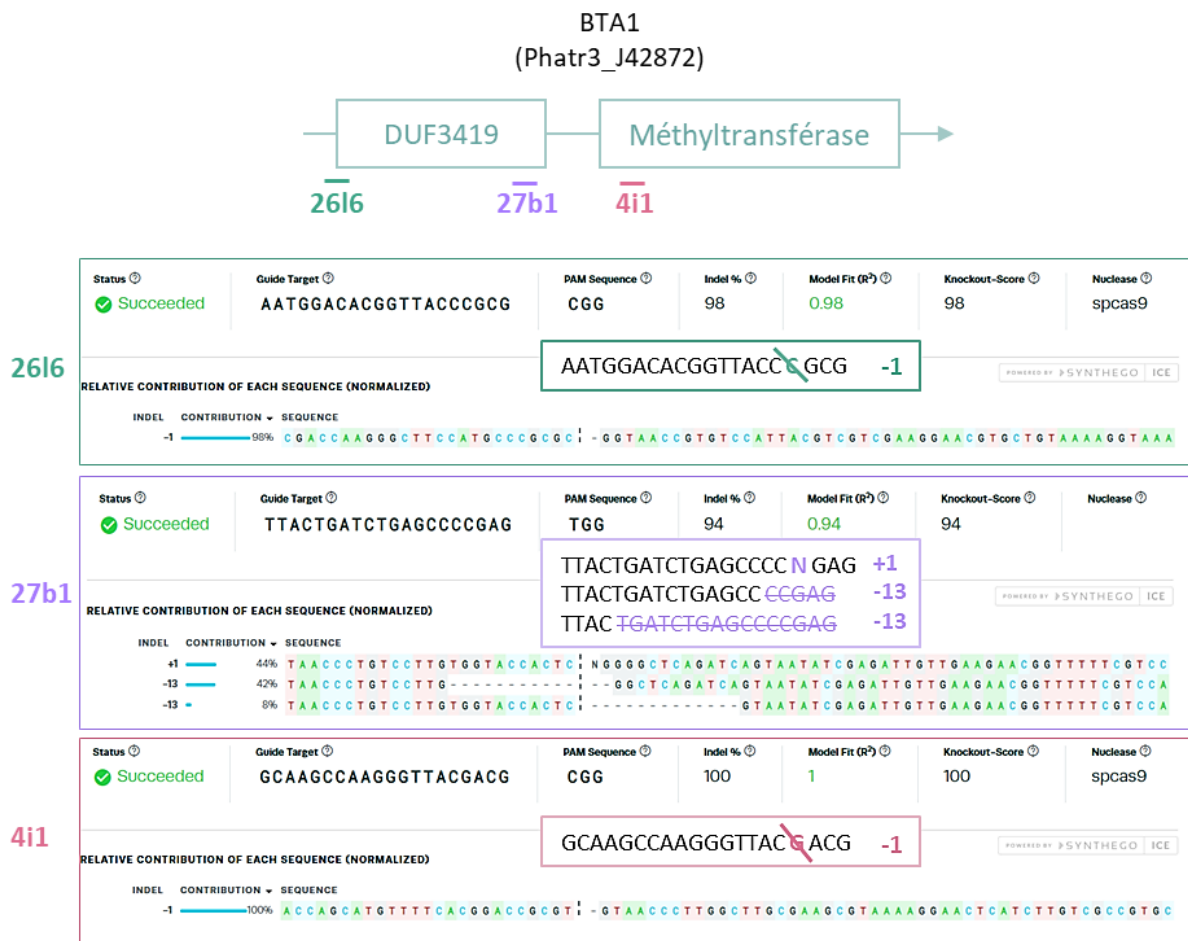 BTA1
(Phatr3_J42872)
DUF3419
Méthyltransférase
26l6
27b1
4i1
26l6
Status Guide Target PAM Sequence Indel % Model Fit (R²) Knockout-Score Nuclease
Succeeded AATGGACACGGTTACCCGCG CGG 98 0.98 98 spcas9
AATGGACACGGTTACC C GCG -1
POWERED BY SYNTHEGO ICE
RELATIVE CONTRIBUTION OF EACH SEQUENCE (NORMALIZED)
INDEL CONTRIBUTION SEQUENCE
-1 98% CGACCAAGGGCTTCCATGCCCGCGC¦-GGTAACCGTGTCCATTACGTCGTCGAAGGAACGTGCTGTAAAAGGTAAA
27b1
Status Guide Target PAM Sequence Indel % Model Fit (R²) Knockout-Score Nuclease
Succeeded TTACTGATCTGAGCCCCGAG TGG 94 0.94 94
TTACTGATCTGAGCCCC N GAG +1
TTACTGATCTGAGCC CCGAG -13
TTAC TGATCTGAGCCCCGAG -13
POWERED BY SYNTHEGO ICE
RELATIVE CONTRIBUTION OF EACH SEQUENCE (NORMALIZED)
INDEL CONTRIBUTION SEQUENCE
+1 44% TAACCCTGTCCTTGTGGTACCACTC¦NGGGGCTCAGATCAGTAATATCGAGATTGTTGAAGAACGGTTTTTCGTCC
-13 42% TAACCCTGTCCTTG-----------¦--GGCTCAGATCAGTAATATCGAGATTGTTGAAGAACGGTTTTTCGTCCA
-13 8% TAACCCTGTCCTTGTGGTACCACTC¦-------------GTAATATCGAGATTGTTGAAGAACGGTTTTTCGTCCA
4i1
Status Guide Target PAM Sequence Indel % Model Fit (R²) Knockout-Score Nuclease
Succeeded GCAAGCCAAGGGTTACGACG CGG 100 1 100 spcas9
GCAAGCCAAGGGTTAC G ACG -1
POWERED BY SYNTHEGO ICE
RELATIVE CONTRIBUTION OF EACH SEQUENCE (NORMALIZED)
INDEL CONTRIBUTION SEQUENCE
-1 100% ACCAGCATGTTTTCACGGACCGCGT¦-GTAACCCTTGGCTTGCGAAGCGTAAAAGGAACTCATCTTGTCGCCGTGC